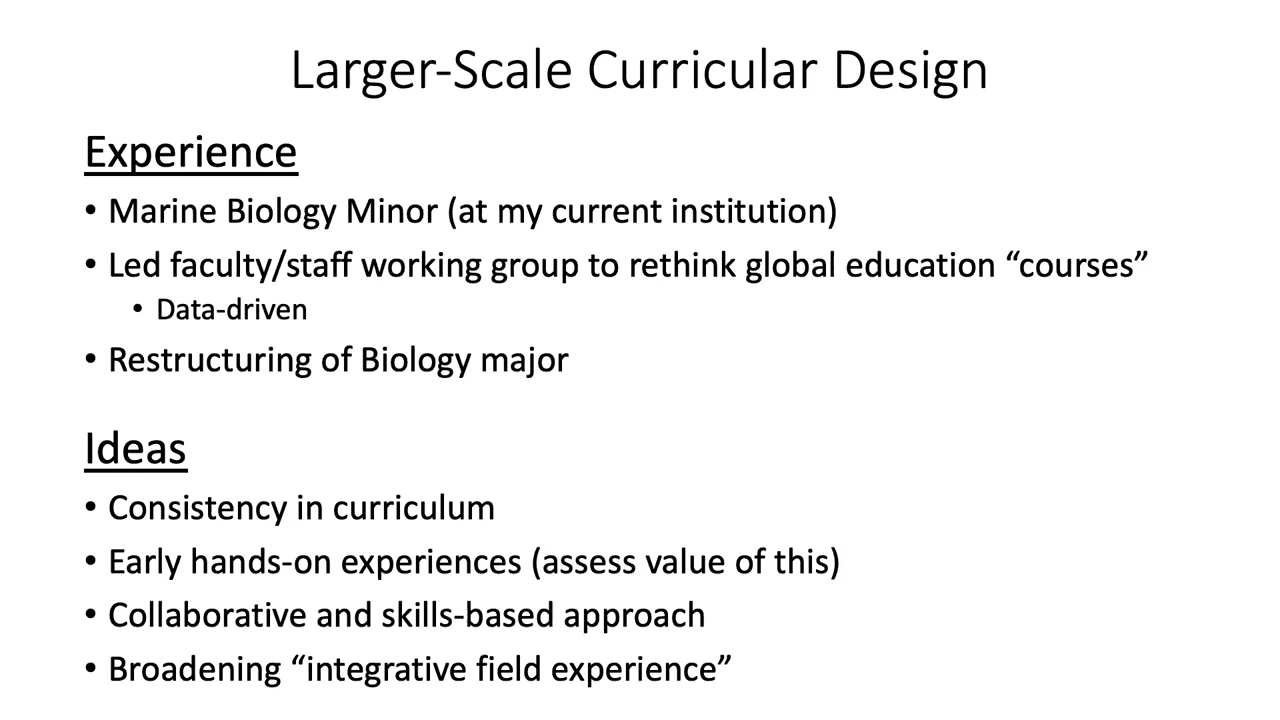 Larger-Scale Curricular Design
Experience
• Marine Biology Minor (at my current institution)
• Led faculty/staff working group to rethink global education “courses”
• Data-driven
• Restructuring of Biology major
Ideas
• Consistency in curriculum
• Early hands-on experiences (assess value of this)
• Collaborative and skills-based approach
• Broadening “integrative field experience”